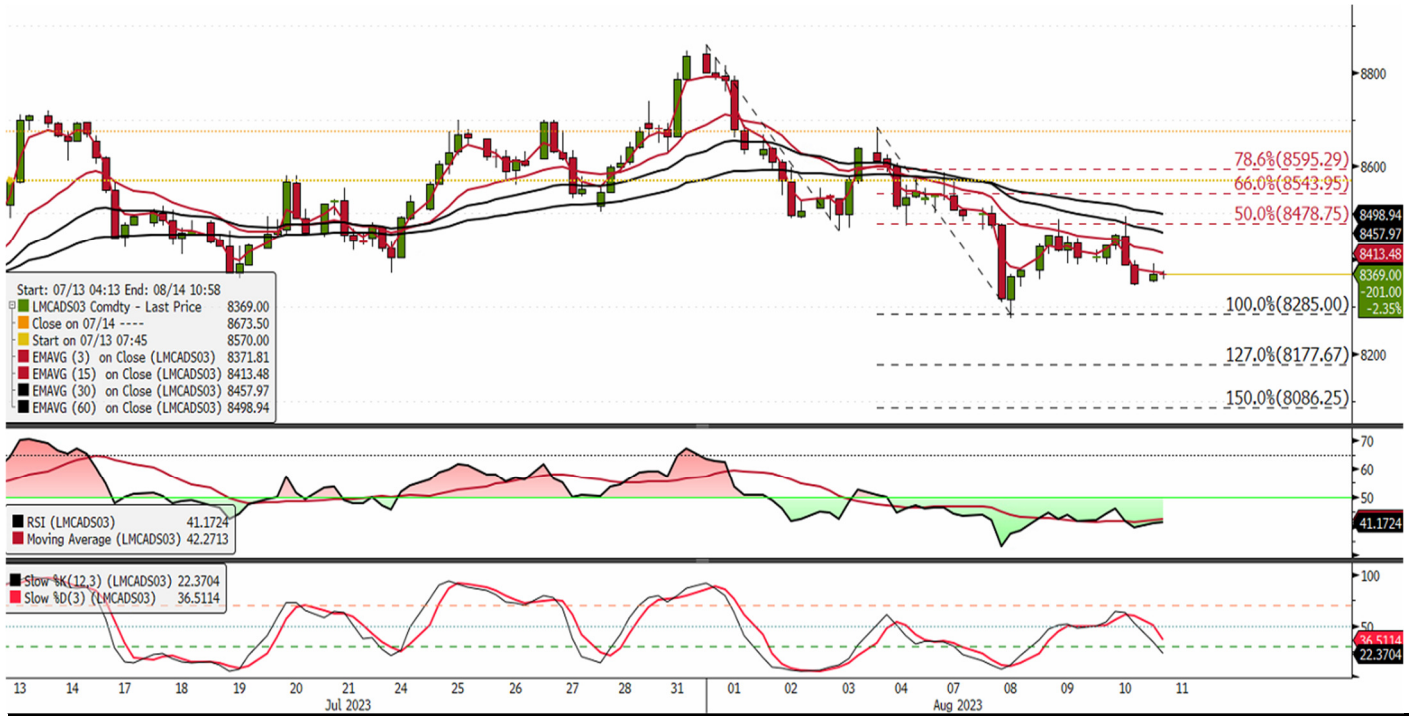 8800
8600
8200
78.6%(8595.29)
66.0%(8543.95)
50.0%(8478.75)
100.0%(8285.00)
127.0%(8177.67)
150.0%(8086.25)
8498.94
8457.97
8413.48
8369.00
-201.00
-2.35%
Start: 07/13 04:13 End: 08/14 10:58
LMCADS03 Comdty - Last Price 8369.00
Close on 07/14 ---- 8673.50
Start on 07/13 07:45 8570.00
EMAVG (3) on Close (LMCADS03) 8371.81
EMAVG (15) on Close (LMCADS03) 8413.48
EMAVG (30) on Close (LMCADS03) 8457.97
EMAVG (60) on Close (LMCADS03) 8498.94
70
60
50
41.1724
RSI (LMCADS03) 41.1724
Moving Average (LMCADS03) 42.2713
Slow %K(12,3) (LMCADS03) 22.3704
Slow %D(3) (LMCADS03) 36.5114
100
50
36.5114
22.3704
13 14 17 18 19 20 21 24 25 26 27 28 31 01 02 03 04 07 08 09 10 11
Jul 2023 Aug 2023